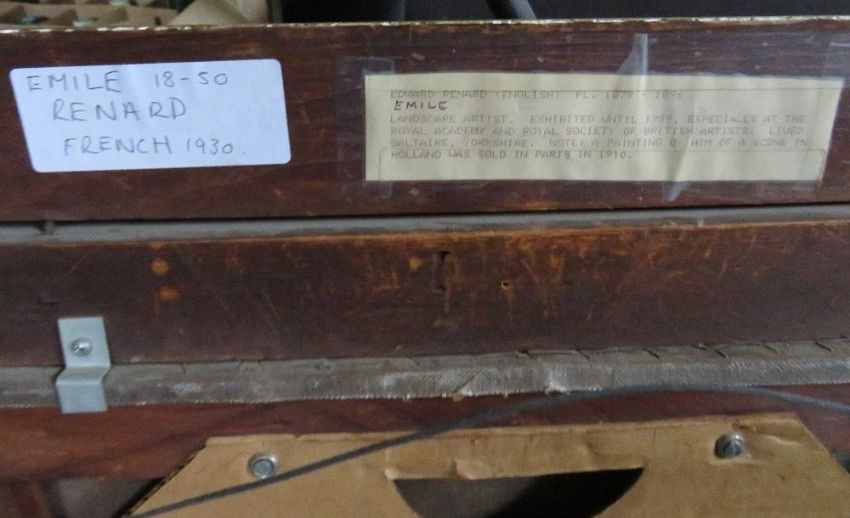 EMILE 18-50
RENARD
FRENCH 1930.
EDWARD RENARD (ENGLISH) FL. 1879 - 1896
EMILE
LANDSCAPE ARTIST. EXHIBITED UNTIL 1909, ESPECIALLY AT THE
ROYAL ACADEMY AND ROYAL SOCIETY OF BRITISH ARTISTS. LIVED
SALTAIRE, YORKSHIRE. NOTE: A PAINTING BY HIM OF A SCENE IN
HOLLAND WAS SOLD IN PARIS IN 1910.